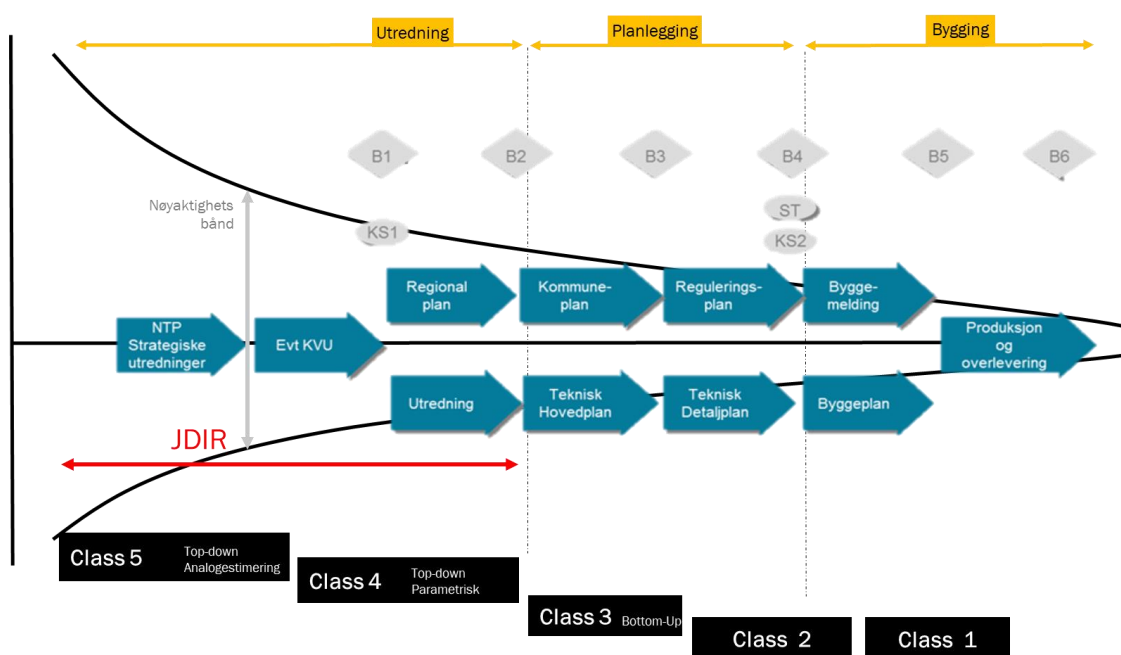 Utredning
Planlegging
Bygging
B1
B2
B3
B4
B5
B6
Nøyaktighets
bånd
KS1
ST
KS2
Regional
plan
Kommune-
plan
Regulerings-
plan
Bygge-
melding
NTP
Strategiske
utredninger
Evt KVU
Produksjon
og
overlevering
Utredning
Teknisk
Hovedplan
Teknisk
Detaljplan
Byggeplan
JDIR
Class 5
Top-down
Analogestimering
Class 4
Top-down
Parametrisk
Class 3 Bottom-Up
Class 2
Class 1